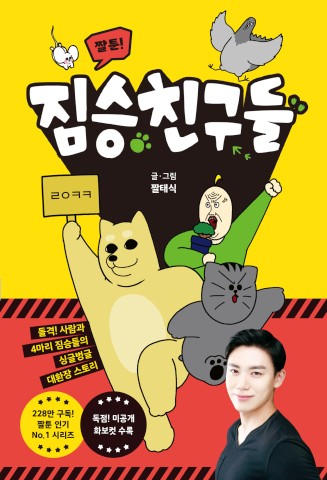 짤툰!
짐승친구들
글·그림
짤태식
ㄹㅇㅋㅋ
돌격! 사람과
4마리 짐승들의
싱글벙글
대환장 스토리
228만 구독!
짤툰 인기
No.1 시리즈
독점! 미공개
화보컷 수록